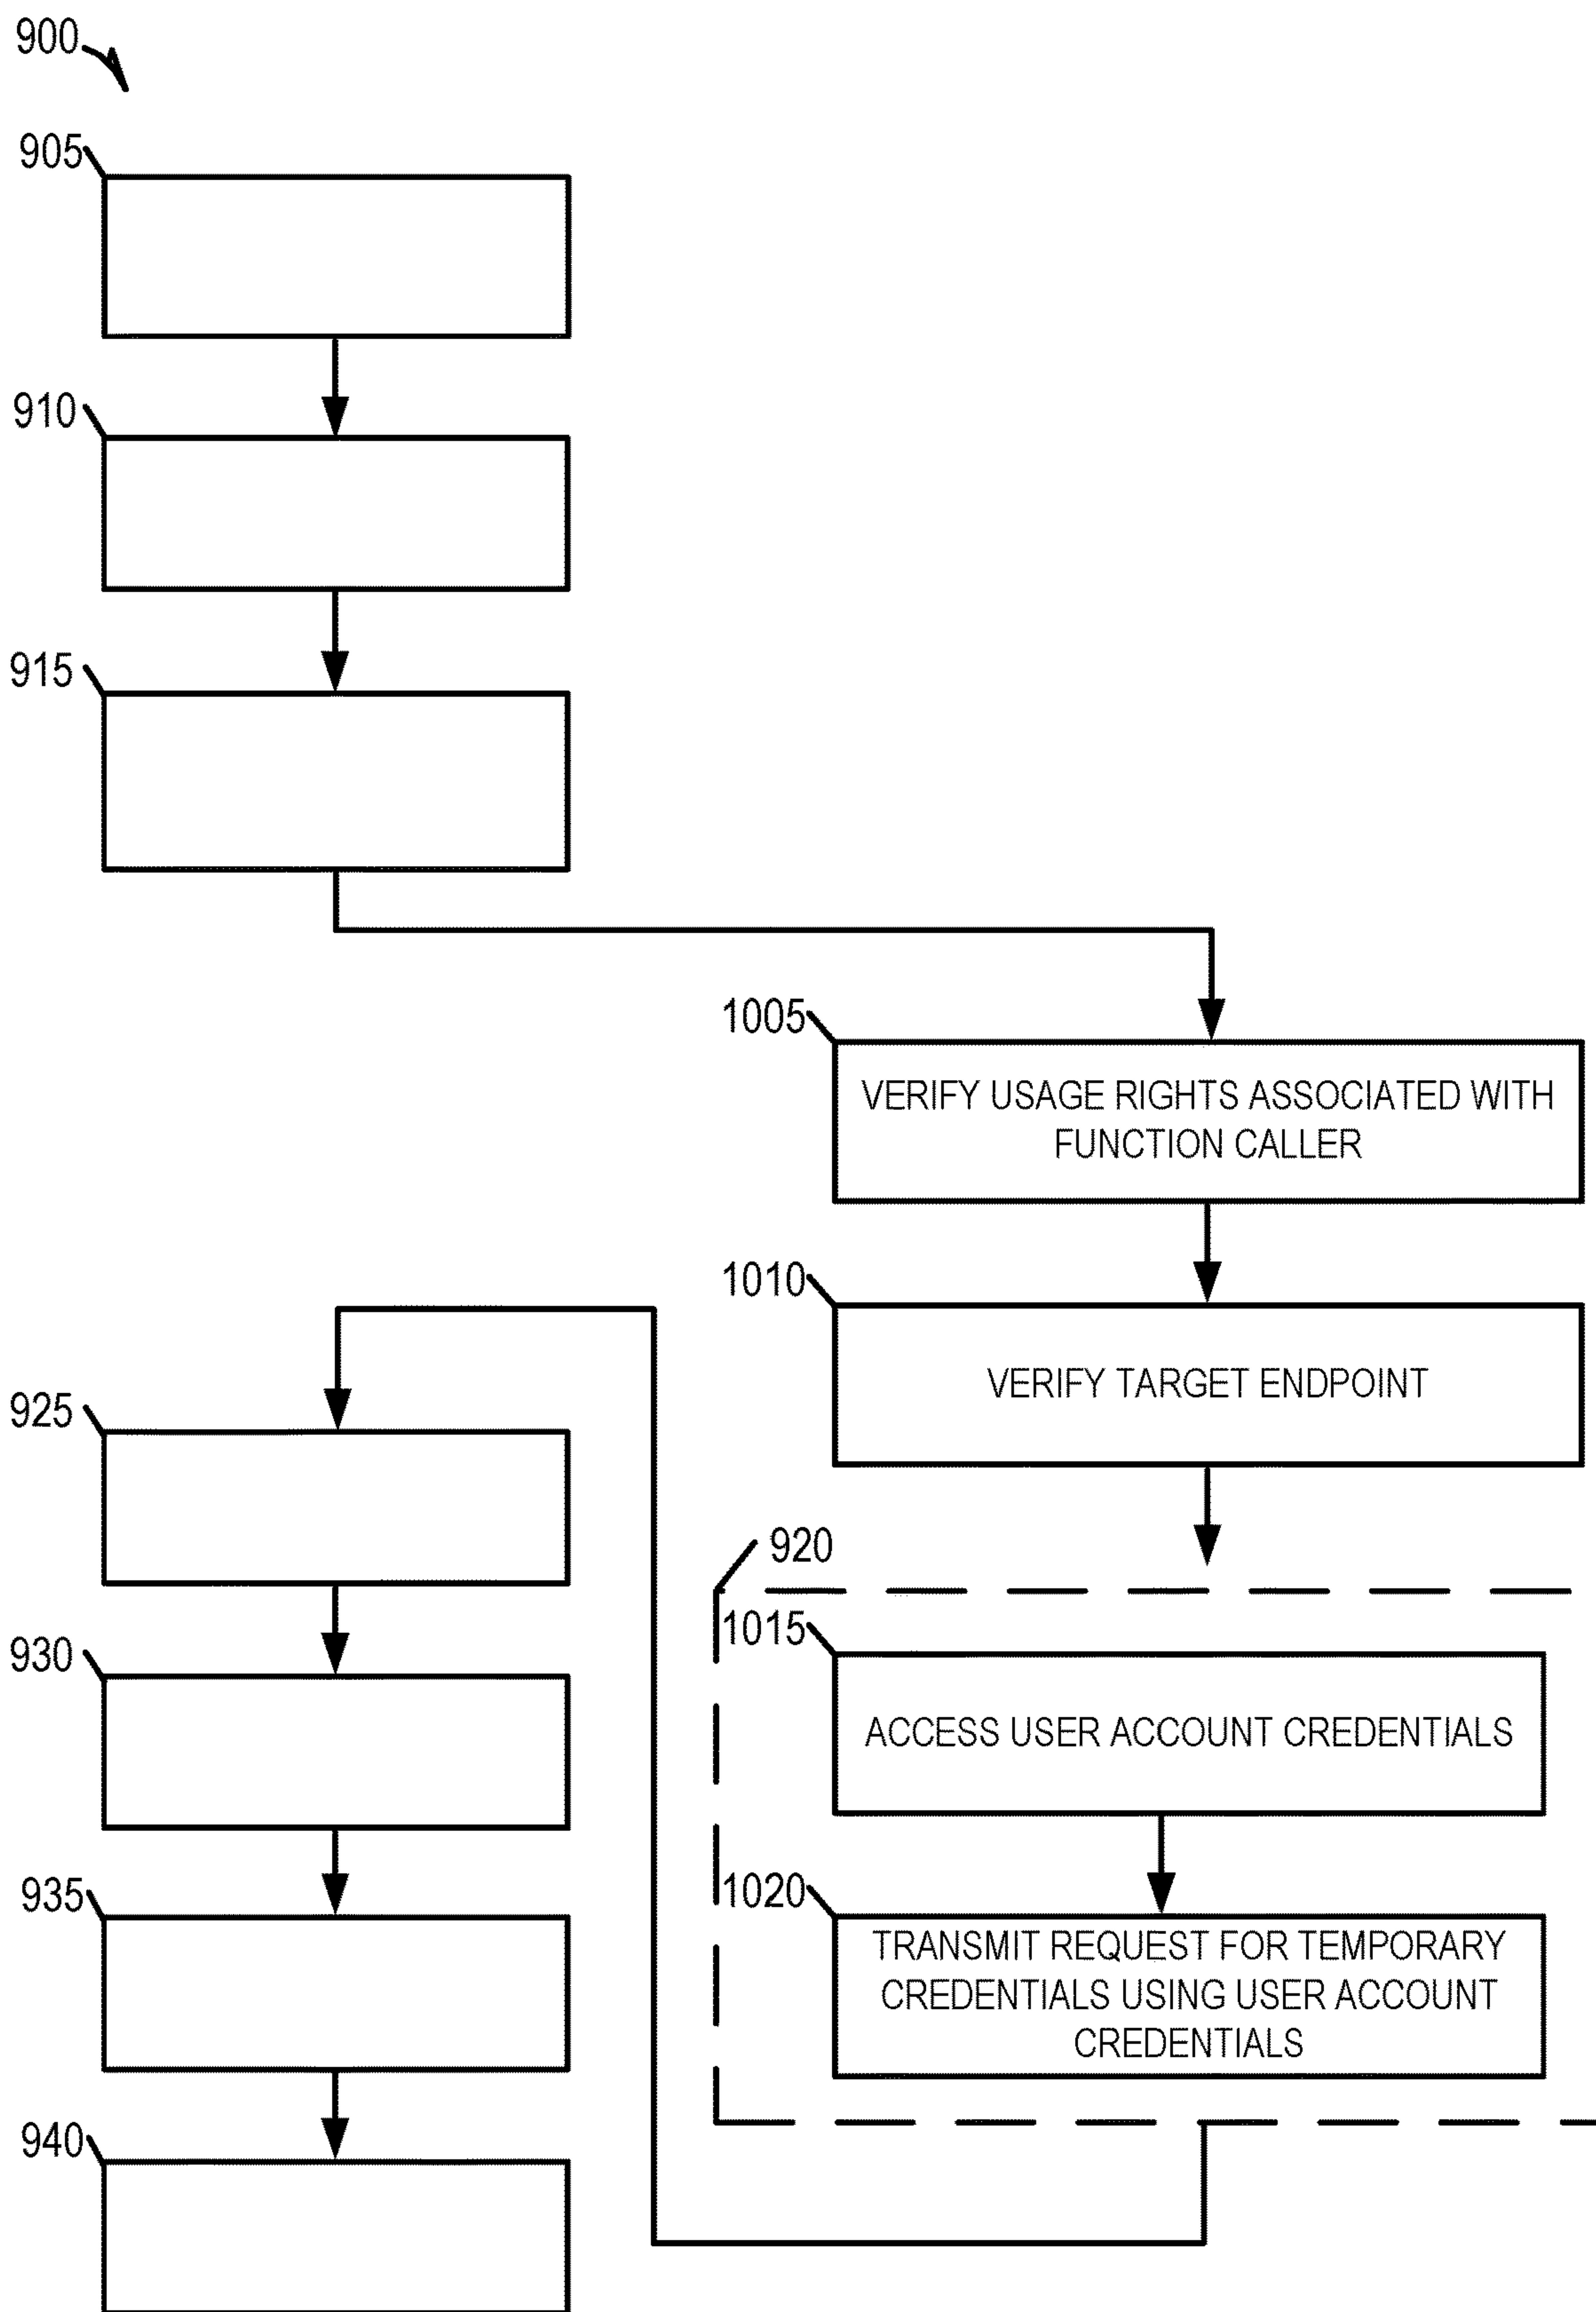 900
905
910
915
1005
VERIFY USAGE RIGHTS ASSOCIATED WITH
FUNCTION CALLER
1010
VERIFY TARGET ENDPOINT
925
920
1015
ACCESS USER ACCOUNT CREDENTIALS
930
1020
TRANSMIT REQUEST FOR TEMPORARY
CREDENTIALS USING USER ACCOUNT
CREDENTIALS
935
940